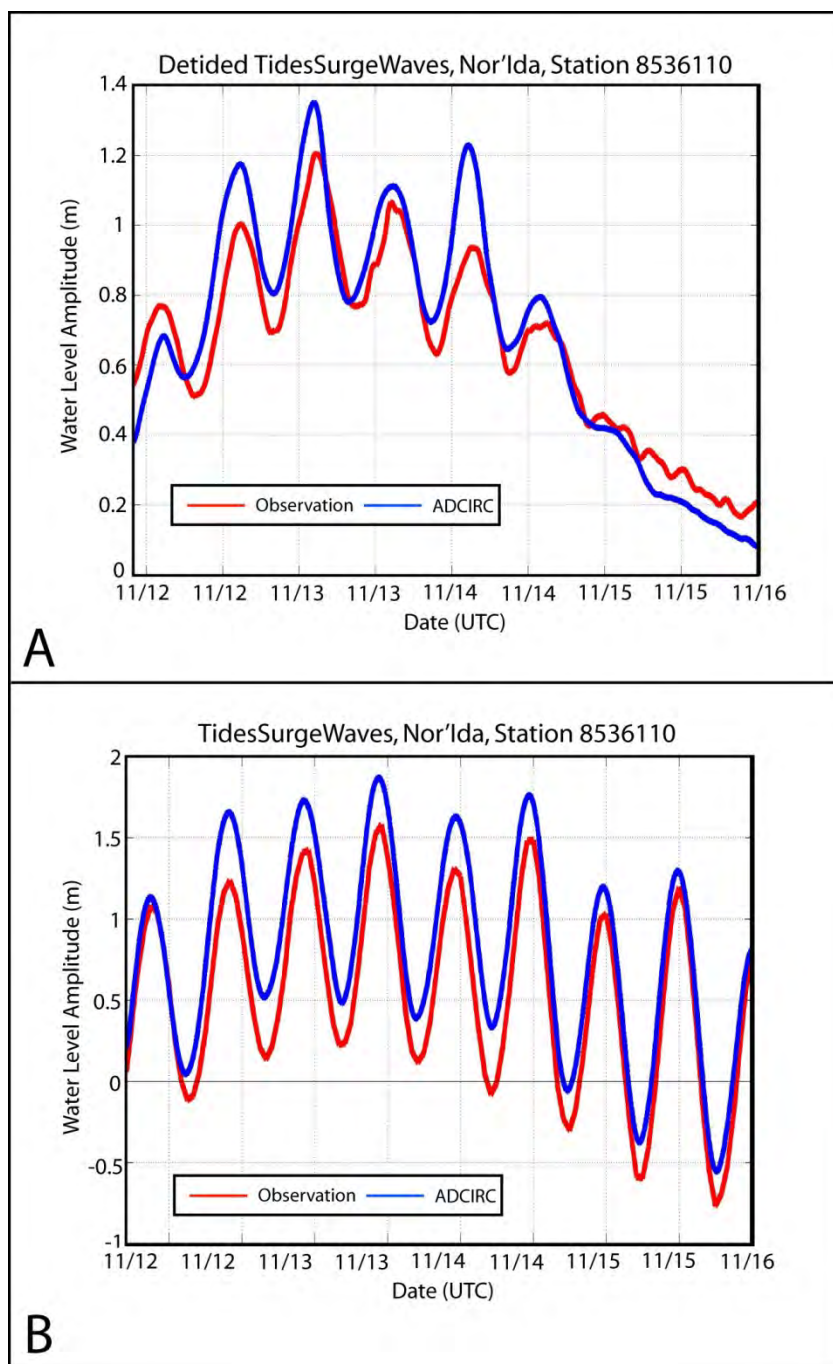 Detided TidesSurgeWaves, Nor'Ida, Station 8536110
1.4
1.2
1
0.8
0.6
0.4
0.2
0
Water Level Amplitude (m)
Observation ADCIRC
11/12 11/12 11/13 11/13 11/14 11/14 11/15 11/15 11/16
Date (UTC)
A
TidesSurgeWaves, Nor'Ida, Station 8536110
2
1.5
1
0.5
0
-0.5
-1
Water Level Amplitude (m)
Observation ADCIRC
11/12 11/12 11/13 11/13 11/14 11/14 11/15 11/15 11/16
Date (UTC)
B